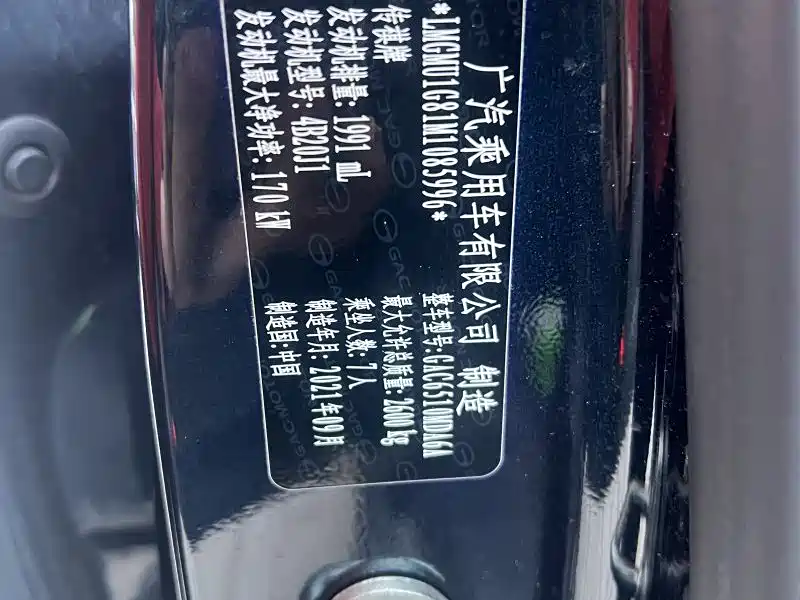 广汽乘用车有限公司 制造
*LMGMU1G81M1085996*
传祺牌 整车型号:GAC6510MDA6A
发动机排量:1991 mL 最大允许总质量:2600 kg
发动机型号:4B20J1 乘坐人数:7人
发动机最大净功率:170 kW 制造年月:2021年09月
制造国:中国